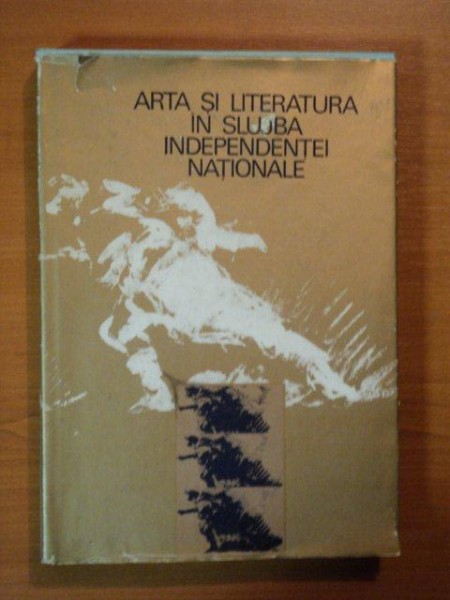 ARTA ȘI LITERATURA
ÎN SLUJBA
INDEPENDENȚEI
NAȚIONALE